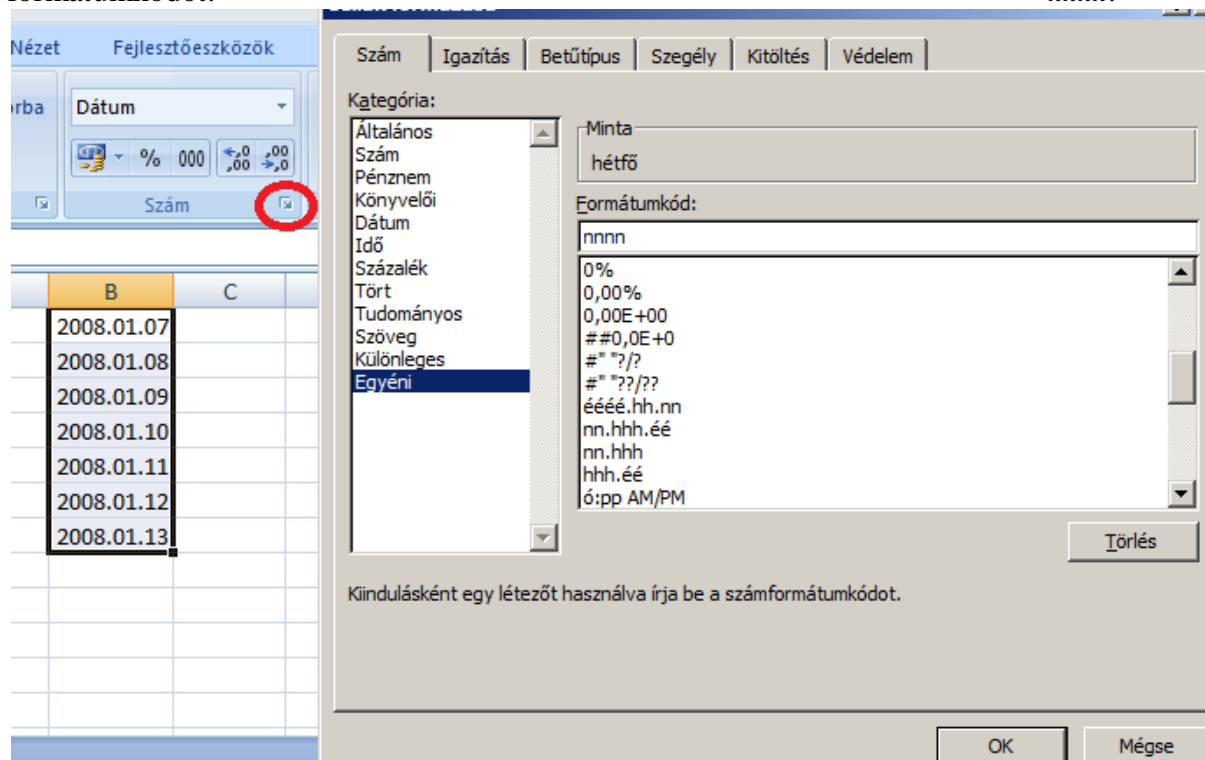 formátumkódot.
Nézet Fejlesztőeszközök
Dátum
% 000 ,0 ,00 ,00 ,0
Szám
B C
2008.01.07
2008.01.08
2008.01.09
2008.01.10
2008.01.11
2008.01.12
2008.01.13
Szám Igazítás Betűtípus Szegély Kitöltés Védelem
Kategória:
Általános
Szám
Pénznem
Könyvelői
Dátum
Idő
Százalék
Tört
Tudományos
Szöveg
Különleges
Egyéni
Minta
hétfő
Formátumkód:
nnnn
0%
0,00%
0,00E+00
##0,0E+0
#" "?/?
#" "??/??
éééé.hh.nn
nn.hhh.éé
nn.hhh
hhh.éé
ó:pp AM/PM
Törlés
Kiindulásként egy létezőt használva írja be a számformátumkódot.
OK Mégse